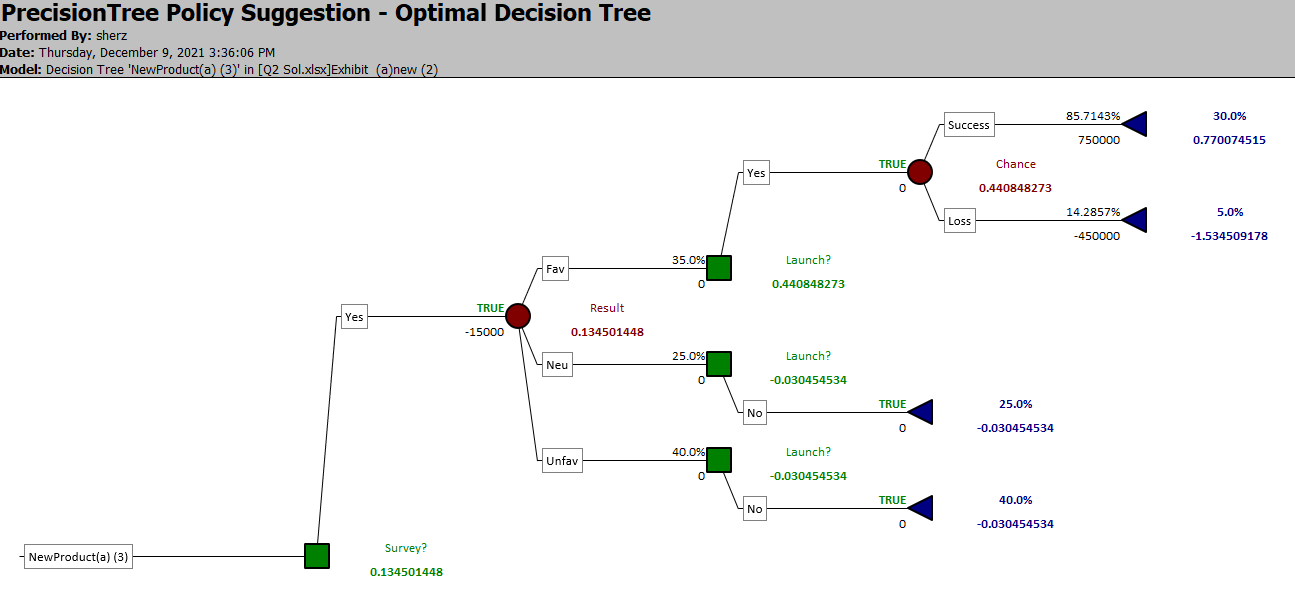 PrecisionTree Policy Suggestion - Optimal Decision Tree
Performed By: sherz
Date: Thursday, December 9, 2021 3:36:06 PM
Model: Decision Tree 'NewProduct(a) (3)' in [Q2 Sol.xlsx]Exhibit  (a)new (2)
Success 85.7143% 30.0%
750000 0.770074515
Yes TRUE Chance
0 0.440848273
Loss 14.2857% 5.0%
-450000 -1.534509178
Fav 35.0% Launch?
0 0.440848273
Yes TRUE Result
-15000 0.134501448
Neu 25.0% Launch?
0 -0.030454534
No TRUE 25.0%
0 -0.030454534
Unfav 40.0% Launch?
0 -0.030454534
No TRUE 40.0%
0 -0.030454534
NewProduct(a) (3) Survey?
0.134501448